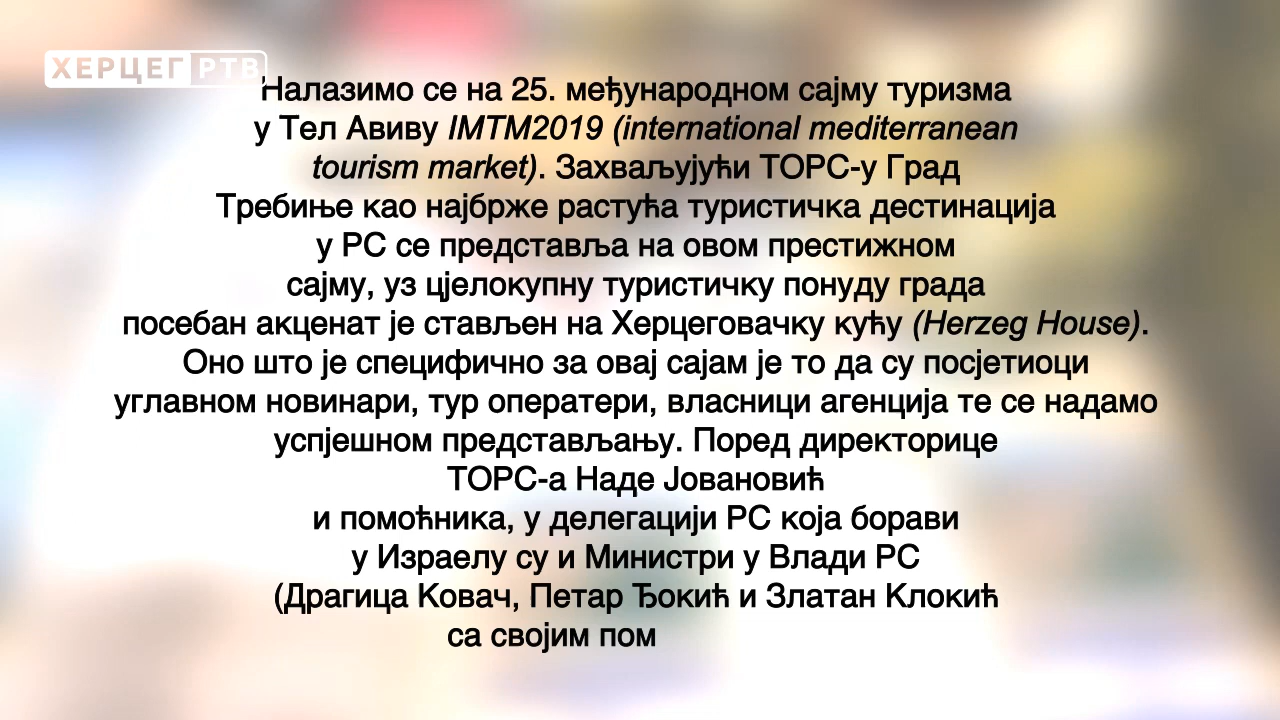 ХЕРЦЕГ РТВ
Налазимо се на 25. међународном сајму туризма
у Тел Авиву IMTM2019 (international mediterranean
tourism market). Захваљујући ТОРС-у Град
Требиње као најбрже растућа туристичка дестинација
у РС се представља на овом престижном
сајму, уз цјелокупну туристичку понуду града
посебан акценат је стављен на Херцеговачку кућу (Herzeg House).
Оно што је специфично за овај сајам је то да су посјетиоци
углавном новинари, тур оператери, власници агенција те се надамо
успјешном представљању. Поред директорице
ТОРС-а Наде Јовановић
и помоћника, у делегацији РС која борави
у Израелу су и Министри у Влади РС
(Драгица Ковач, Петар Ђокић и Златан Клокић
са својим пом